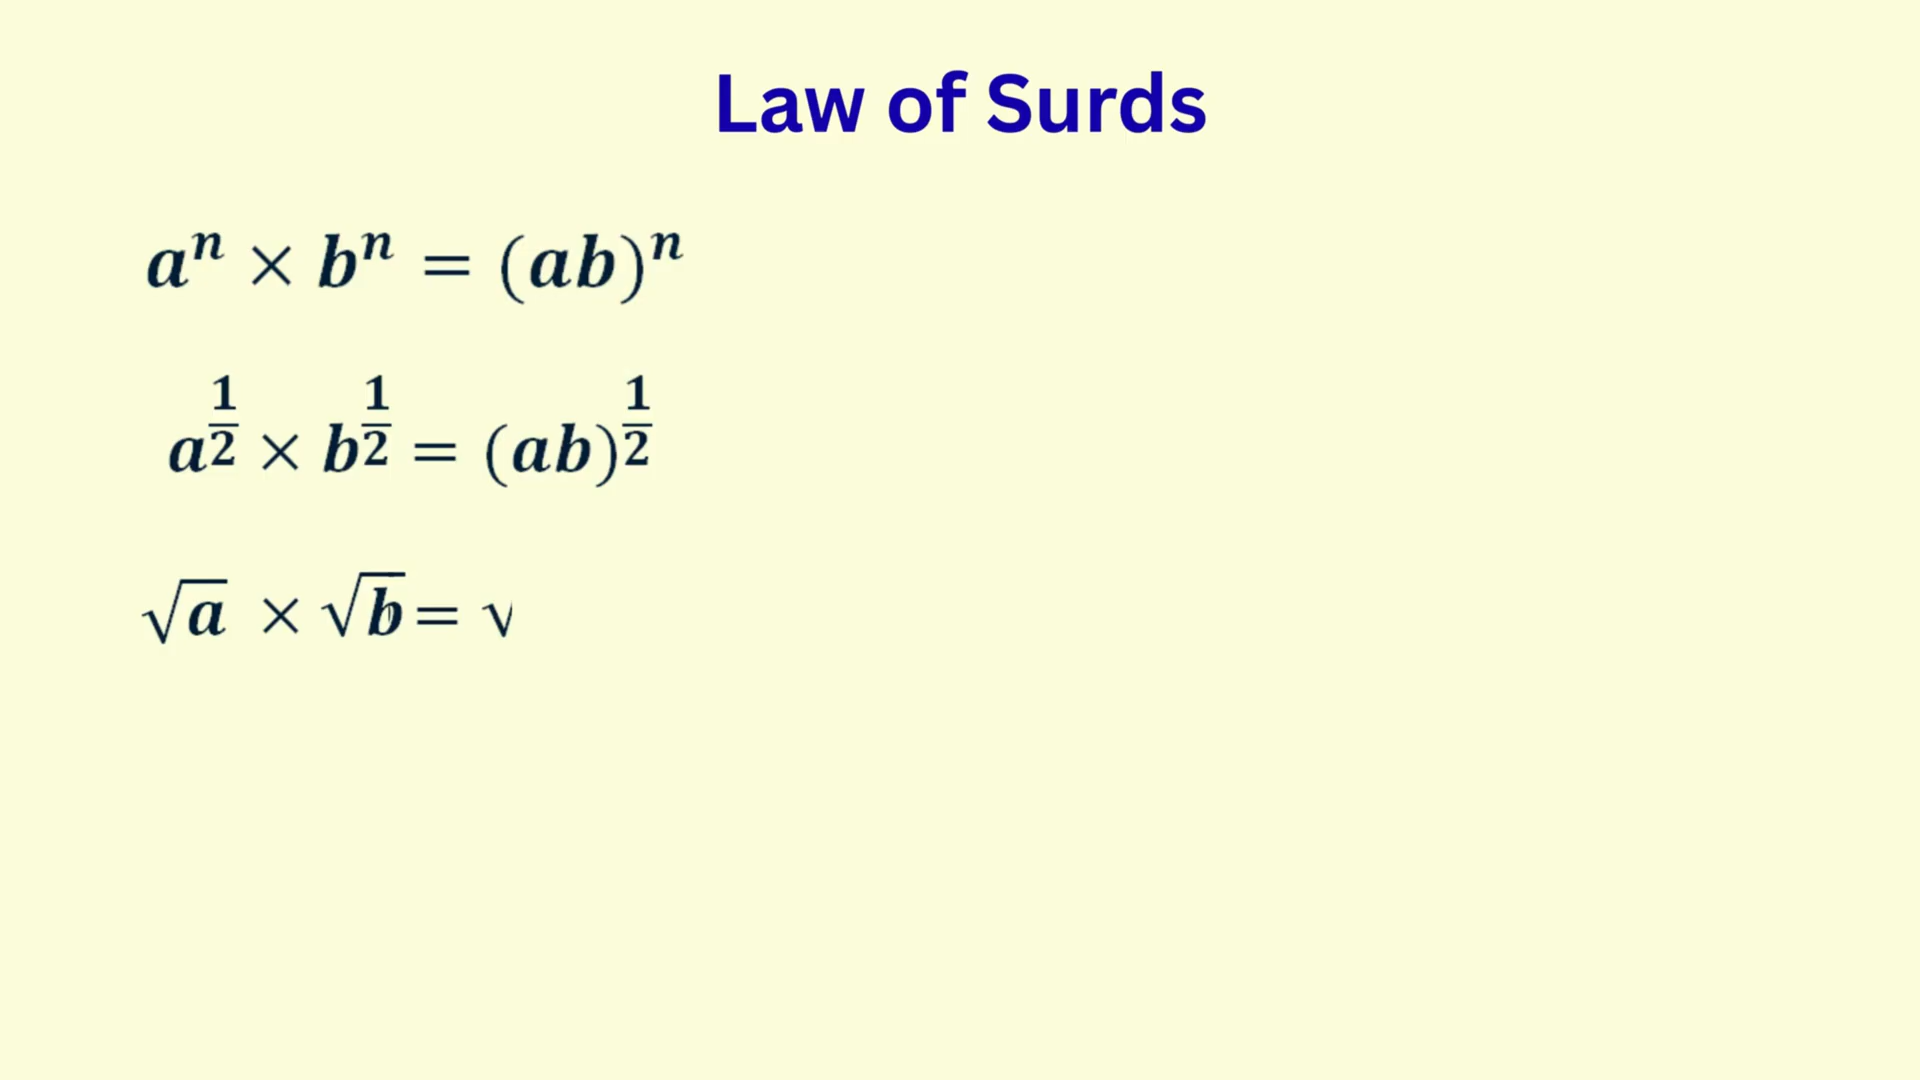 Law of Surds
aⁿ × bⁿ = (ab)ⁿ
a^(1/2) × b^(1/2) = (ab)^(1/2)
√a × √b = √